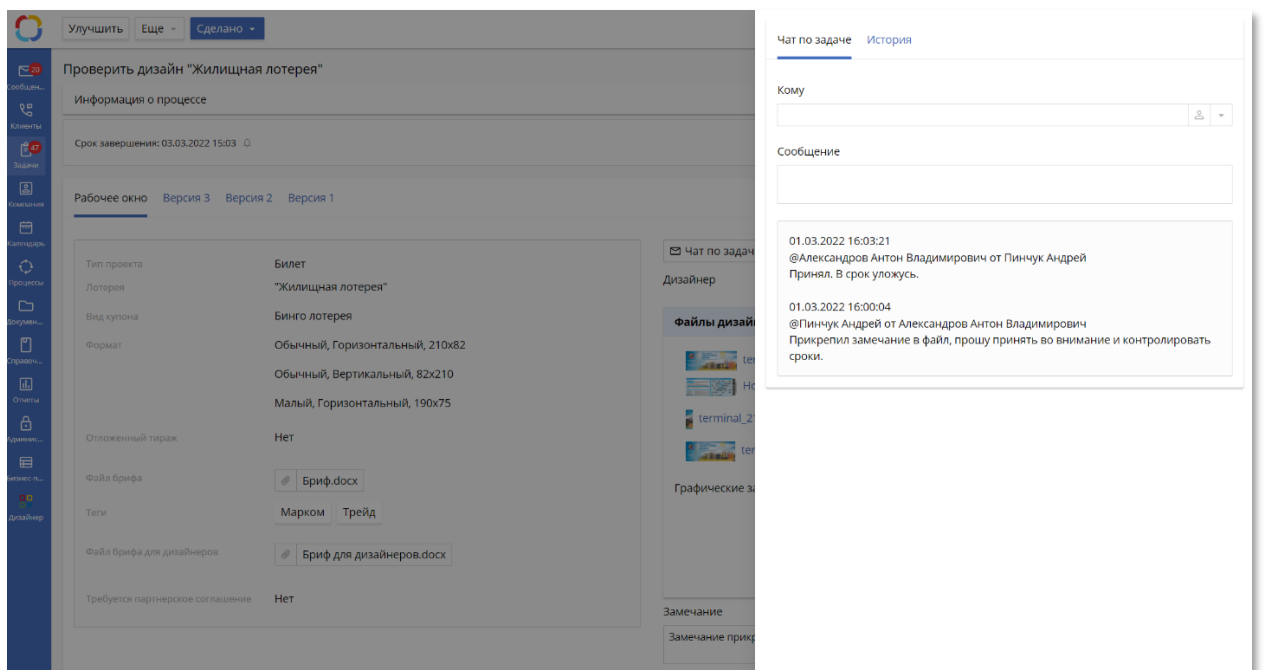 Улучшить Еще Сделано
Проверить дизайн "Жилищная лотерея"
Информация о процессе
Срок завершения: 03.03.2022 15:03
Рабочее окно Версия 3 Версия 2 Версия 1
20
Сообщен...
Клиенты
47
Задачи
Компания
Календарь
Процессы
Докумен...
Справоч...
Отчеты
Админис...
Бизнес-п...
Дизайнер
Тип проекта Билет
Лотерея "Жилищная лотерея"
Вид купона Бинго лотерея
Формат Обычный, Горизонтальный, 210x82
Обычный, Вертикальный, 82x210
Малый, Горизонтальный, 190x75
Отложенный тираж Нет
Файл брифа Бриф.docx
Теги Марком Трейд
Файл брифа для дизайнеров Бриф для дизайнеров.docx
Требуется партнерское соглашение Нет
Чат по задач
Дизайнер
Файлы дизай
ter
Но
terminal_21
ter
Графические за
Замечание
Замечание прикр
Чат по задаче История
Кому
Сообщение
01.03.2022 16:03:21
@Александров Антон Владимирович от Пинчук Андрей
Принял. В срок уложусь.
01.03.2022 16:00:04
@Пинчук Андрей от Александров Антон Владимирович
Прикрепил замечание в файл, прошу принять во внимание и контролировать
сроки.